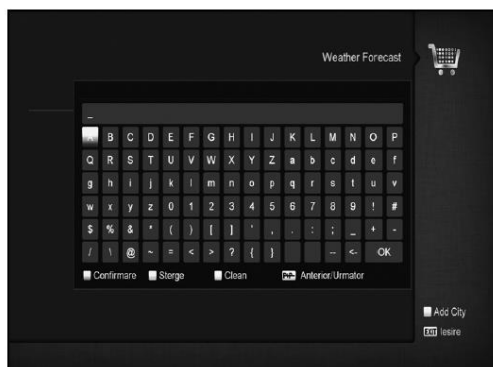 Weather Forecast
_
A B C D E F G H I J K L M N O P
Q R S T U V W X Y Z a b c d e f
g h i j k l m n o p q r s t u v
w x y z 0 1 2 3 4 5 6 7 8 9 ! #
$ % & * ( ) [ ] ' , . : ; _ + -
/ \ @ ~ = < > ? { } -- <- OK
Confirmare Sterge Clean P+/P- Anterior/Urmator
Add City
EXIT Iesire